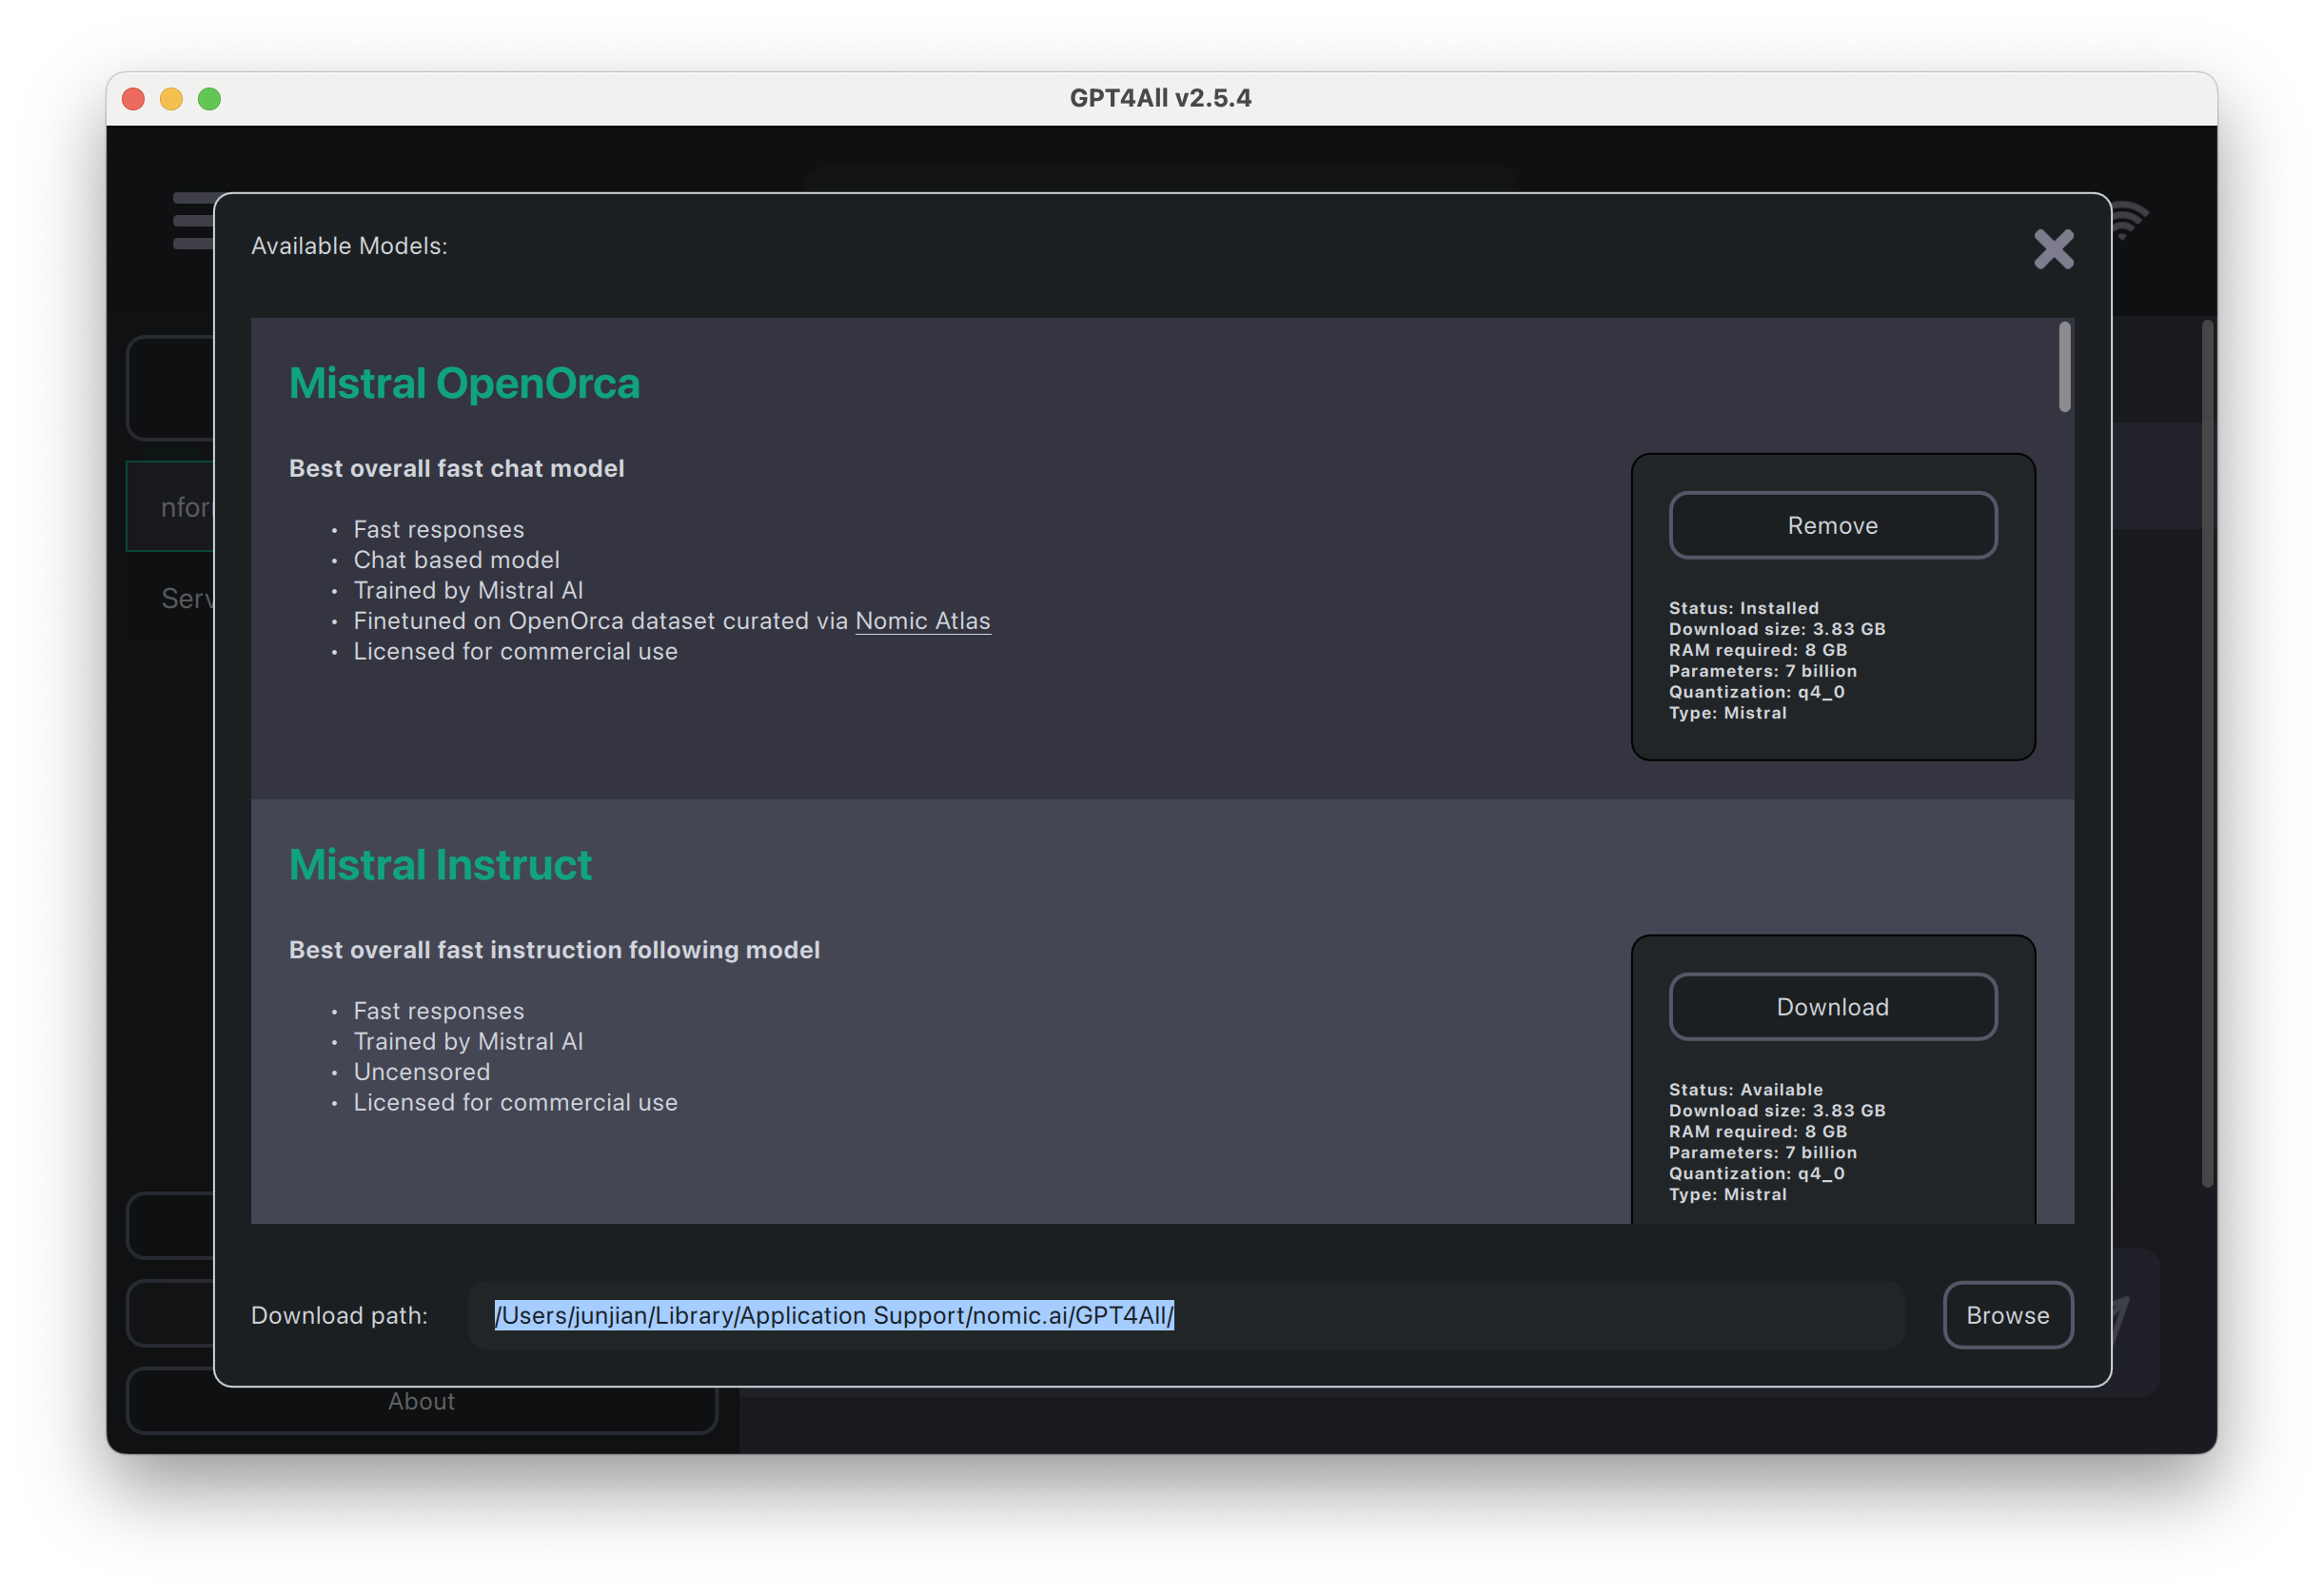 GPT4All v2.5.4
Available Models:
Mistral OpenOrca
Best overall fast chat model
• Fast responses
• Chat based model
• Trained by Mistral AI
• Finetuned on OpenOrca dataset curated via Nomic Atlas
• Licensed for commercial use
Remove
Status: Installed
Download size: 3.83 GB
RAM required: 8 GB
Parameters: 7 billion
Quantization: q4_0
Type: Mistral
Mistral Instruct
Best overall fast instruction following model
• Fast responses
• Trained by Mistral AI
• Uncensored
• Licensed for commercial use
Download
Status: Available
Download size: 3.83 GB
RAM required: 8 GB
Parameters: 7 billion
Quantization: q4_0
Type: Mistral
Download path:
/Users/junjian/Library/Application Support/nomic.ai/GPT4All/
Browse
About